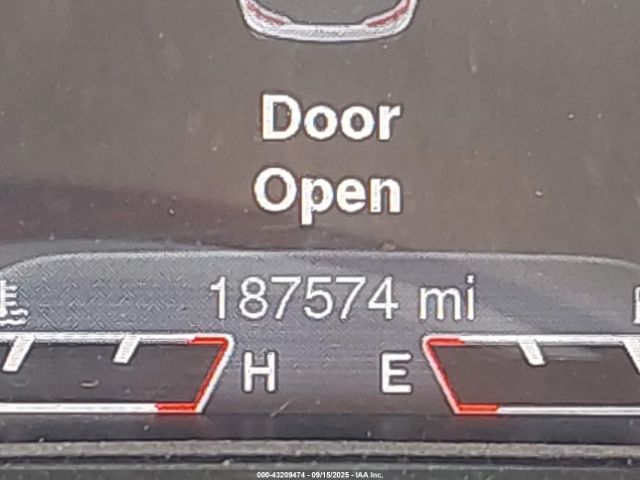 Door
Open
187574 mi
H E
000-43209474 - 09/15/2025 - IAA Inc.